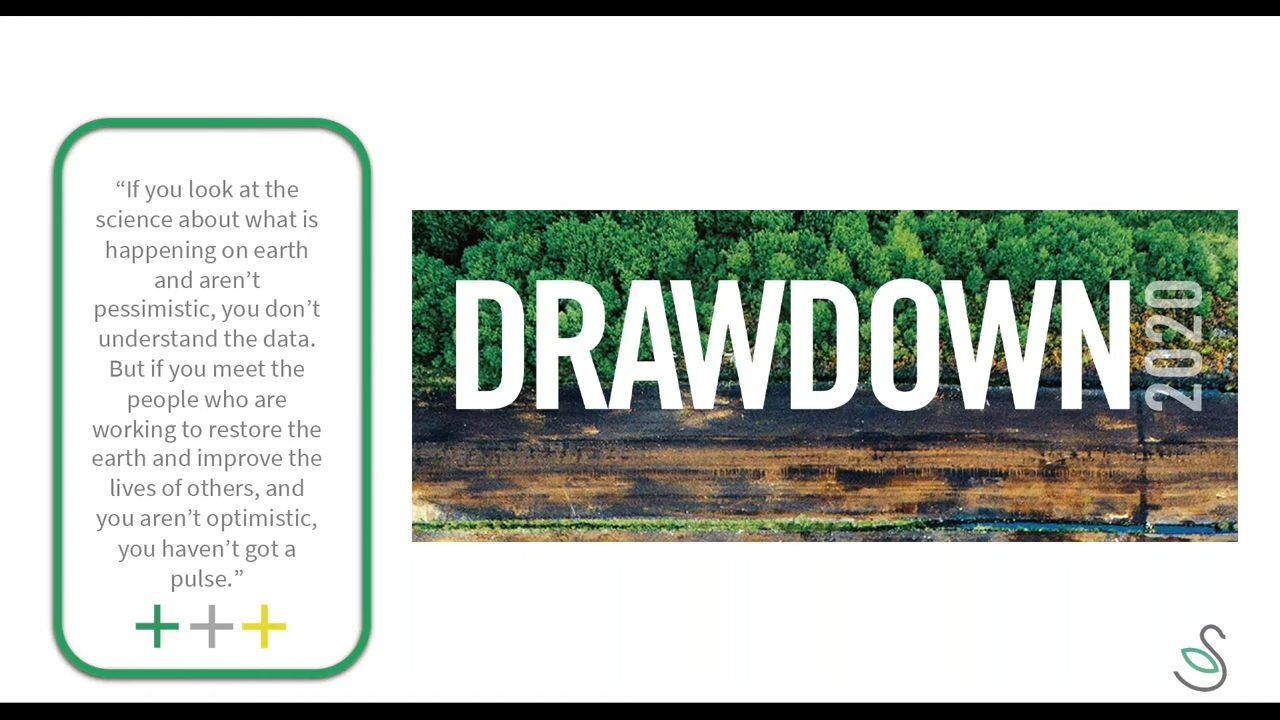 “If you look at the
science about what is
happening on earth
and aren’t
pessimistic, you don’t
understand the data.
But if you meet the
people who are
working to restore the
earth and improve the
lives of others, and
you aren’t optimistic,
you haven’t got a
pulse.”
DRAWDOWN
2020